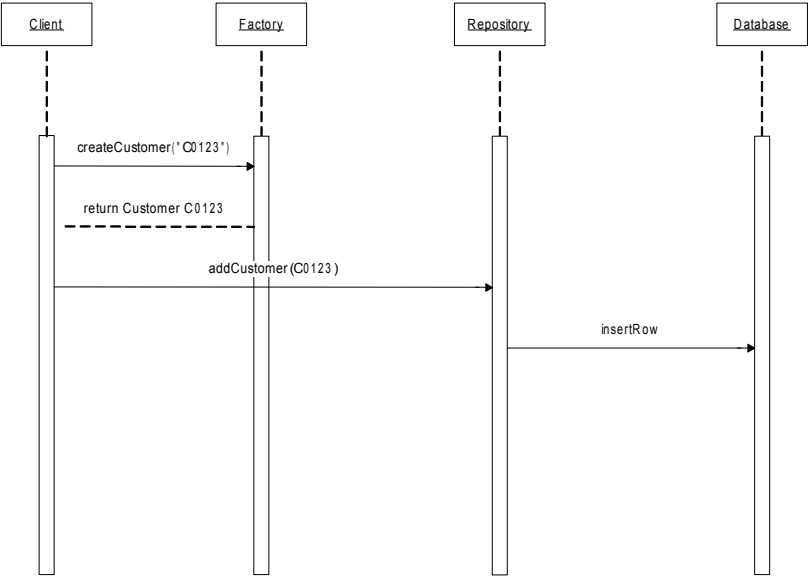 Client
Factory
Repository
Database
createCustomer("C0123")
return Customer C0123
addCustomer(C0123)
insertRow